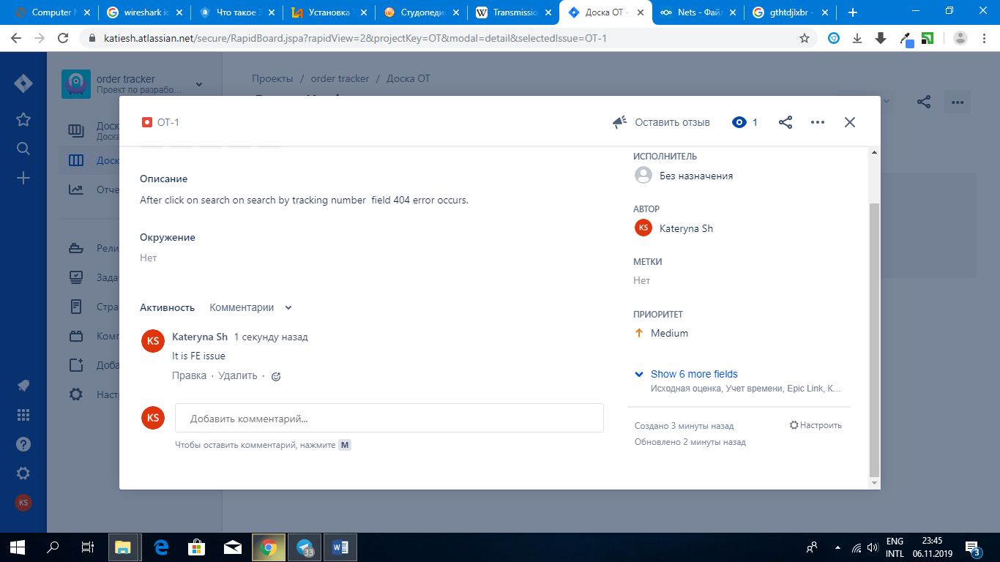 Computer M
wireshark ic
Что такое З
Установка T
Студопедия
Transmissio
Доска OT -
Nets - Файл
gthtdjlxbr -
katiesh.atlassian.net/secure/RapidBoard.jspa?rapidView=2&projectKey=OT&modal=detail&selectedIssue=OT-1
order tracker
Проект по разрабо...
Проекты / order tracker / Доска OT
Доск
Доска
Доск
Отче
Рели
Зада
Стра
Комп
Доба
Наст
KS
OT-1
Оставить отзыв
1
Описание
After click on search on search by tracking number field 404 error occurs.
Окружение
Нет
Активность Комментарии
KS
Kateryna Sh 1 секунду назад
It is FE issue
Правка · Удалить ·
KS
Добавить комментарий...
Чтобы оставить комментарий, нажмите M
ИСПОЛНИТЕЛЬ
Без назначения
АВТОР
KS
Kateryna Sh
МЕТКИ
Нет
ПРИОРИТЕТ
Medium
Show 6 more fields
Исходная оценка, Учет времени, Epic Link, К...
Создано 3 минуты назад
Настроить
Обновлено 2 минуты назад
33
ENG
INTL
23:45
06.11.2019
3